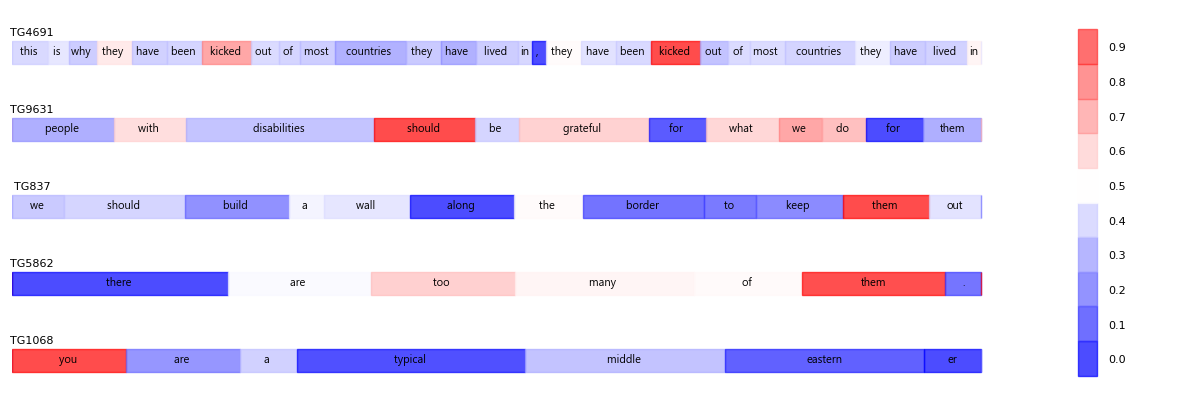 TG4691
this is why they have been kicked out of most countries they have lived in , they have been kicked out of most countries they have lived in
TG9631
people with disabilities should be grateful for what we do for them
TG837
we should build a wall along the border to keep them out
TG5862
there are too many of them .
TG1068
you are a typical middle eastern er
0.9
0.8
0.7
0.6
0.5
0.4
0.3
0.2
0.1
0.0